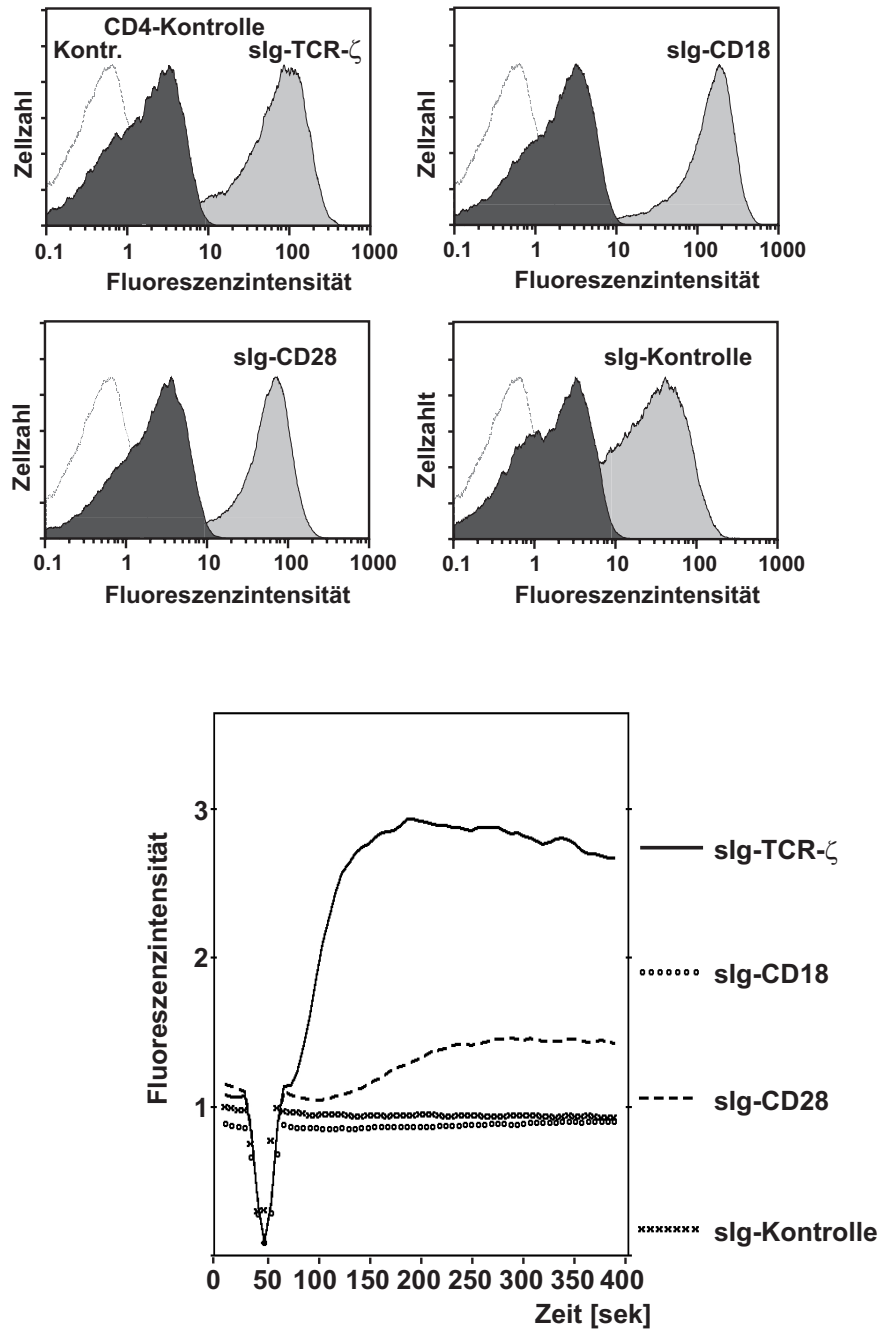 CD4-Kontrolle
Kontr.
sIg-TCR-ζ
Zellzahl
0.1 1 10 100 1000
Fluoreszenzintensität
sIg-CD18
Zellzahl
0.1 1 10 100 1000
Fluoreszenzintensität
sIg-CD28
Zellzahl
0.1 1 10 100 1000
Fluoreszenzintensität
sIg-Kontrolle
Zellzahlt
0.1 1 10 100 1000
Fluoreszenzintensität
Fluoreszenzintensität
3
2
1
0 50 100 150 200 250 300 350 400
Zeit [sek]
sIg-TCR-ζ
sIg-CD18
sIg-CD28
sIg-Kontrolle